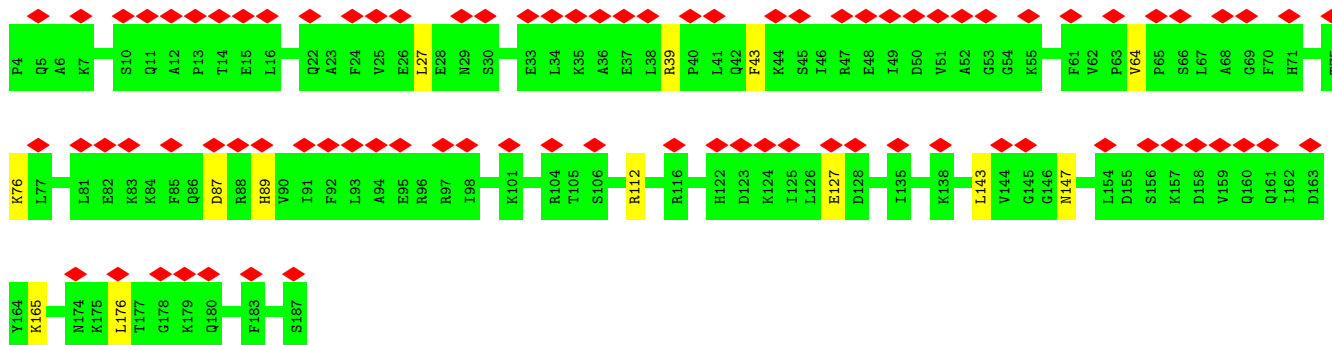 P4 Q5 A6 K7 S10 Q11 A12 P13 T14 E15 L16 Q22 A23 F24 V25 E26 L27 E28 N29 S30 E33 L34 K35 A36 E37 L38 R39 P40 L41 Q42 F43 K44 S45 I46 R47 E48 I49 D50 V51 A52 G53 G54 K55 F61 V62 P63 V64 P65 S66 L67 A68 G69 F70 H71
K76 L77 L81 E82 K83 K84 F85 Q86 D87 R88 H89 V90 I91 F92 L93 A94 E95 R96 R97 I98 K101 R104 T105 S106 R112 R116 H122 D123 K124 I125 L126 E127 D128 I135 K138 L143 V144 G145 G146 N147 L154 D155 S156 K157 D158 V159 Q160 Q161 I162 D163
Y164 K165 N174 K175 L176 T177 G178 K179 Q180 F183 S187